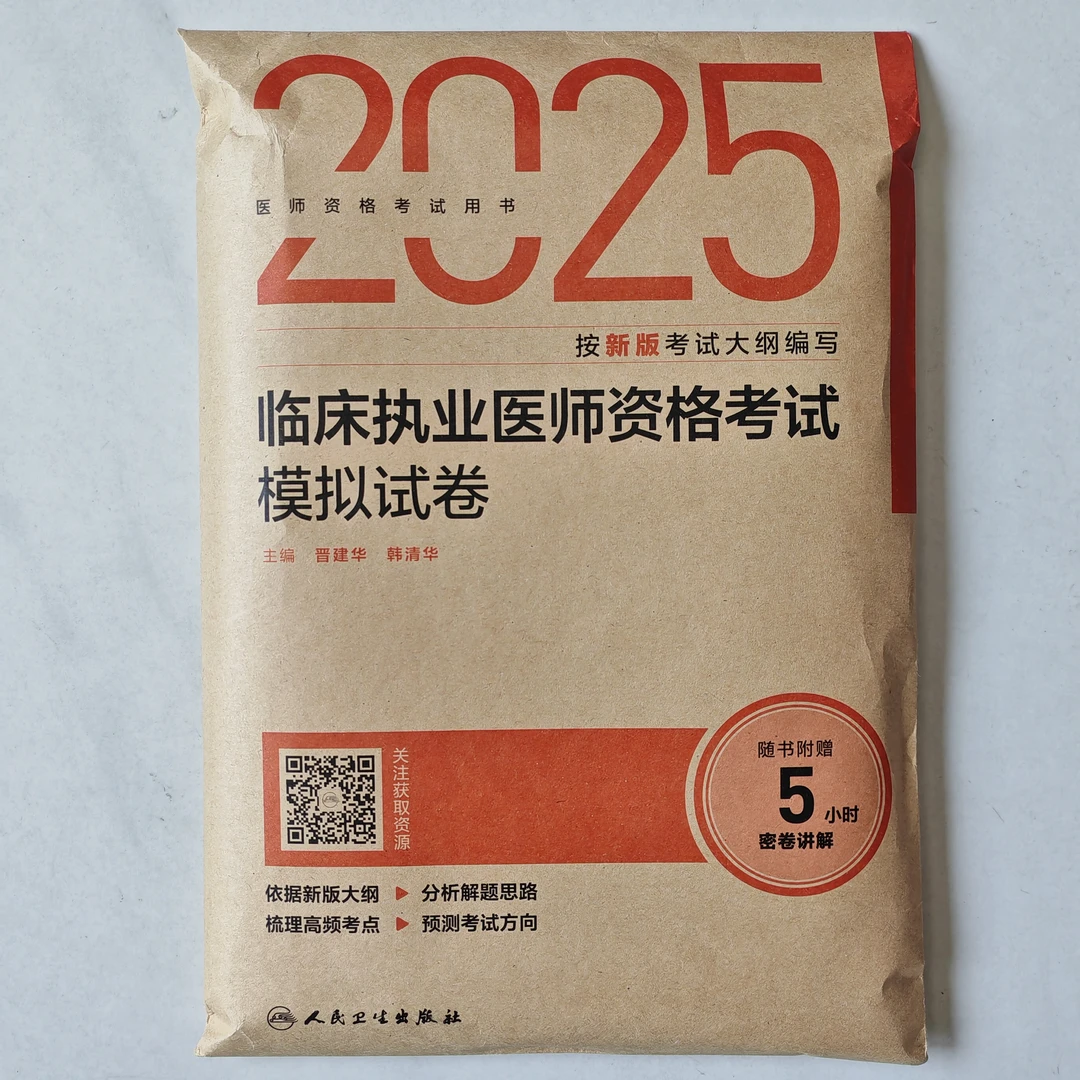 2025
医师资格考试用书
按新版考试大纲编写
临床执业医师资格考试
模拟试卷
主编 晋建华 韩清华
关注获取资源
随书附赠
5小时
密卷讲解
依据新版大纲 ▶ 分析解题思路
梳理高频考点 ▶ 预测考试方向
人民卫生出版社